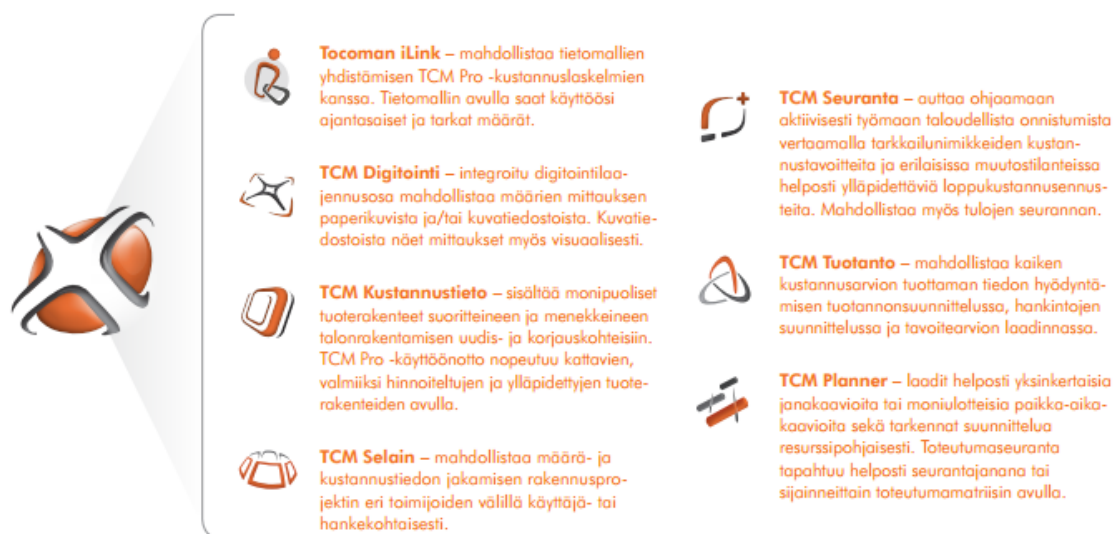 Tocoman iLink – mahdollistaa tietomallien
yhdistämisen TCM Pro -kustannuslaskelmien
kanssa. Tietomallin avulla saat käyttöösi
ajantasaiset ja tarkat määrät.
TCM Digitointi – integroitu digitointilaa-
jennusosa mahdollistaa määrien mittauksen
paperikuvista ja/tai kuvatiedostoista. Kuvatie-
dostoista näet mittaukset myös visuaalisesti.
TCM Kustannustieto – sisältää monipuoliset
tuoterakenteet suoritteineen ja menekkeineen
talonrakentamisen uudis- ja korjauskohteisiin.
TCM Pro -käyttöönotto nopeutuu kattavien,
valmiiksi hinnoiteltujen ja ylläpidettyjen tuote-
rakenteiden avulla.
TCM Selain – mahdollistaa määrä- ja
kustannustiedon jakamisen rakennuspro-
jektin eri toimijoiden välillä käyttäjä- tai
hankekohtaisesti.
TCM Seuranta – auttaa ohjaamaan
aktiivisesti työmaan taloudellista onnistumista
vertaamalla tarkkailunimikkeiden kustan-
nustavoitteita ja erilaisissa muutostilanteissa
helposti ylläpidettäviä loppukustannusennus-
teita. Mahdollistaa myös tulojen seurannan.
TCM Tuotanto – mahdollistaa kaiken
kustannusarvion tuottaman tiedon hyödyntä-
misen tuotannonsuunnittelussa, hankintojen
suunnittelussa ja tavoitearvion laadinnassa.
TCM Planner – laadit helposti yksinkertaisia
janakaavioita tai moniulotteisia paikka-aika-
kaavioita sekä tarkennat suunnittelua
resurssipohjaisesti. Toteutumaseuranta
tapahtuu helposti seurantajanana tai
sijainneittain toteutumamatriisin avulla.